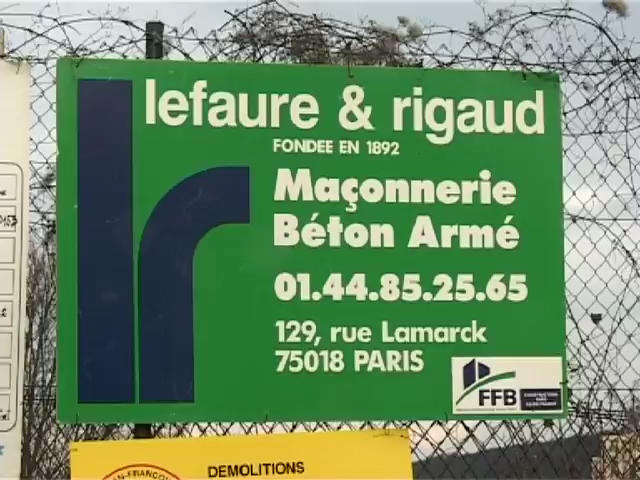 lefaure & rigaud
FONDEE EN 1892
Maçonnerie
Béton Armé
01.44.85.25.65
129, rue Lamarck
75018 PARIS
FFB
DEMOLITIONS